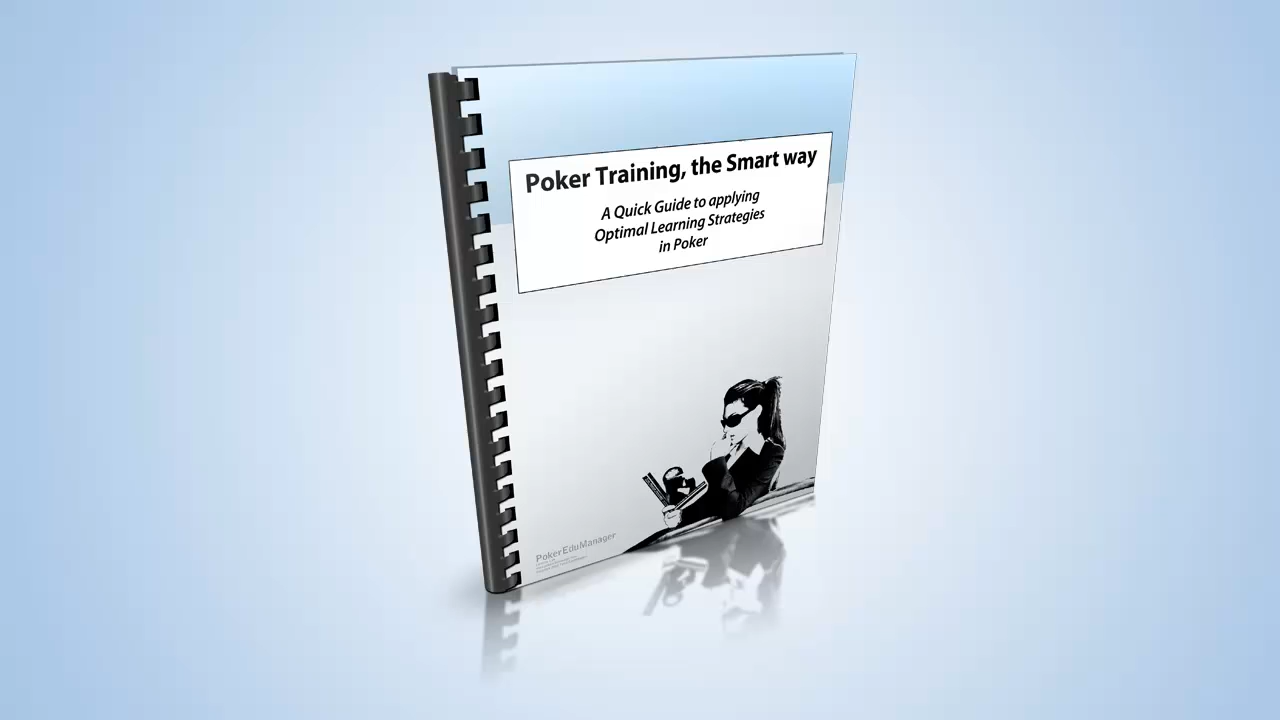 Poker Training, the Smart way
A Quick Guide to applying
Optimal Learning Strategies
in Poker
PokerEduManager